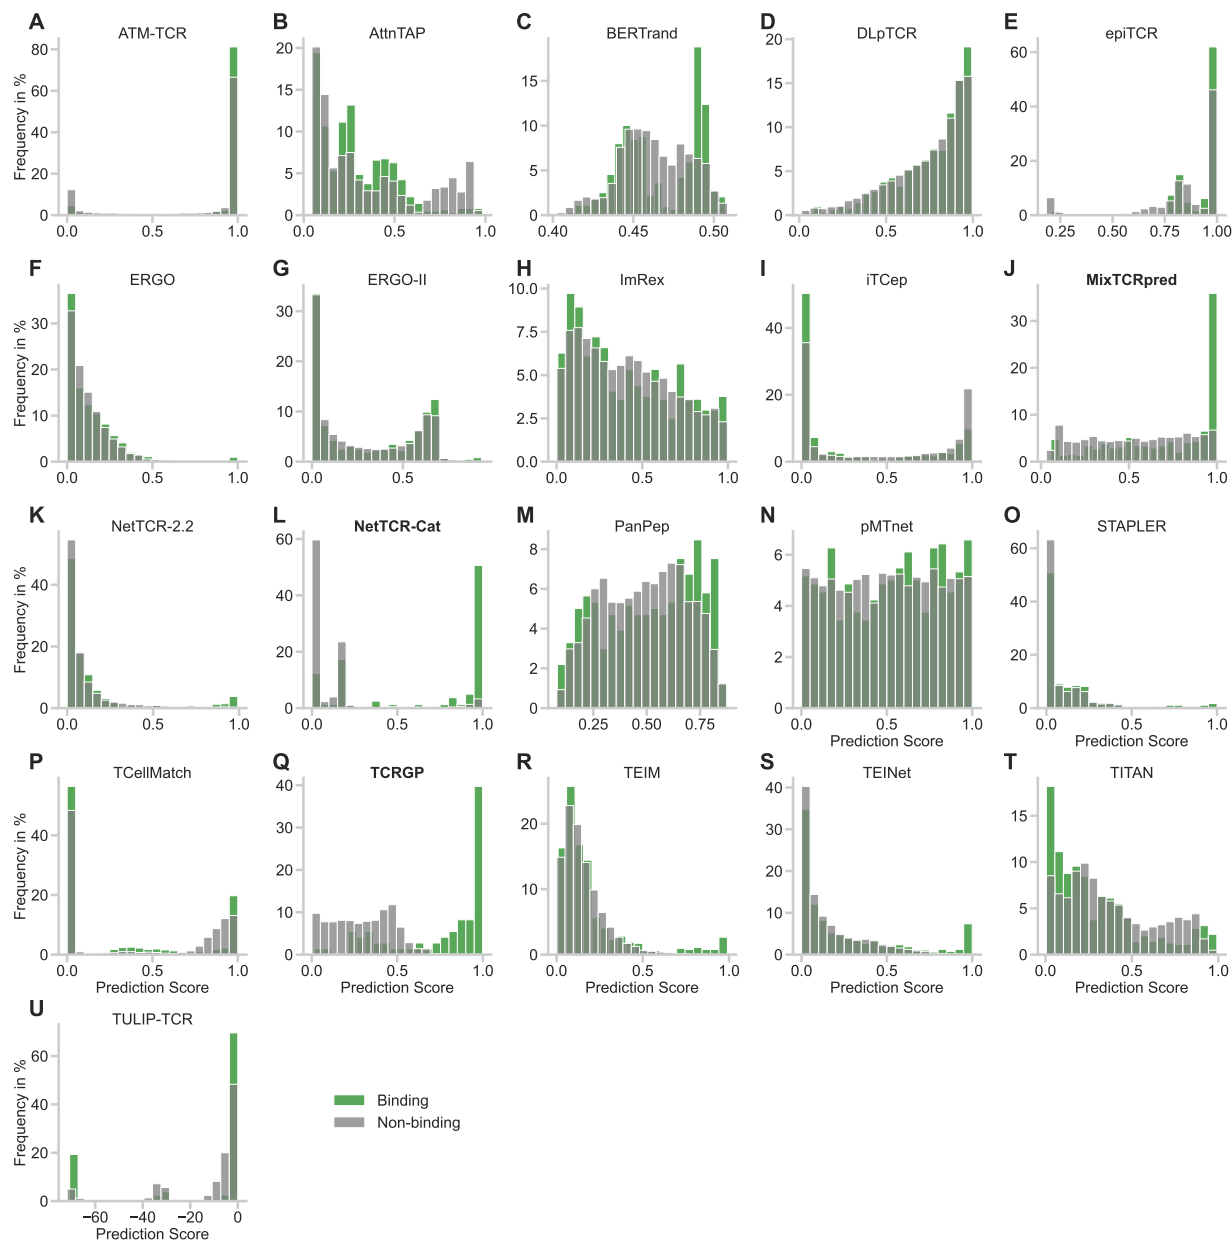 A
ATM-TCR
Frequency in %
80
60
40
20
0
0.0 0.5 1.0
B
AttnTAP
20
15
10
5
0
0.0 0.5 1.0
C
BERTrand
15
10
5
0
0.40 0.45 0.50
D
DLpTCR
20
15
10
5
0
0.0 0.5 1.0
E
epiTCR
60
40
20
0
0.25 0.50 0.75 1.00
F
ERGO
Frequency in %
30
20
10
0
0.0 0.5 1.0
G
ERGO-II
30
20
10
0
0.0 0.5
H
ImRex
10.0
7.5
5.0
2.5
0.0
0.0 0.5 1.0
I
iTCep
40
20
0
0.0 0.5 1.0
J
MixTCRpred
30
20
10
0
0.0 0.5 1.0
K
NetTCR-2.2
Frequency in %
40
20
0
0.0 0.5 1.0
L
NetTCR-Cat
60
40
20
0
0.0 0.5 1.0
M
PanPep
8
6
4
2
0
0.25 0.50 0.75
N
pMTnet
6
4
2
0
0.0 0.5 1.0
Prediction Score
O
STAPLER
60
40
20
0
0.0 0.5 1.0
Prediction Score
P
TCellMatch
Frequency in %
40
20
0
0.0 0.5 1.0
Prediction Score
Q
TCRGP
40
30
20
10
0
0.0 0.5 1.0
Prediction Score
R
TEIM
20
10
0
0.0 0.5 1.0
Prediction Score
S
TEINet
40
30
20
10
0
0.0 0.5 1.0
Prediction Score
T
TITAN
15
10
5
0
0.0 0.5 1.0
Prediction Score
U
TULIP-TCR
Frequency in %
60
40
20
0
−60 −40 −20 0
Prediction Score
Binding
Non-binding